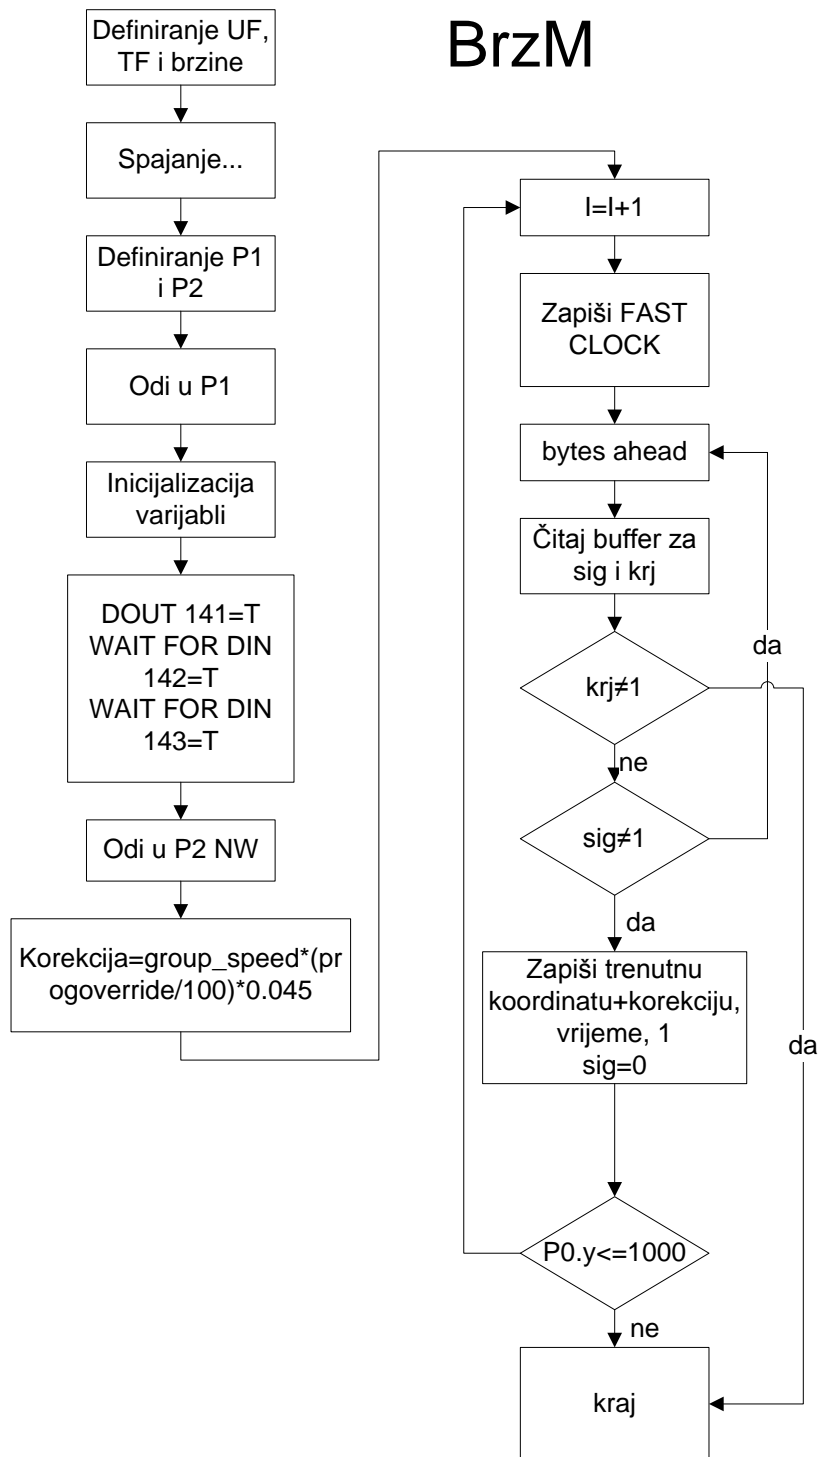 BrzM
Definiranje UF,
TF i brzine
Spajanje...
Definiranje P1
i P2
Odi u P1
Inicijalizacija
varijabli
DOUT 141=T
WAIT FOR DIN
142=T
WAIT FOR DIN
143=T
Odi u P2 NW
Korekcija=group_speed*(pr
ogoverride/100)*0.045
I=I+1
Zapiši FAST
CLOCK
bytes ahead
Čitaj buffer za
sig i krj
krj≠1
da
ne
sig≠1
da
Zapiši trenutnu
koordinatu+korekciju,
vrijeme, 1
sig=0
da
P0.y<=1000
ne
kraj